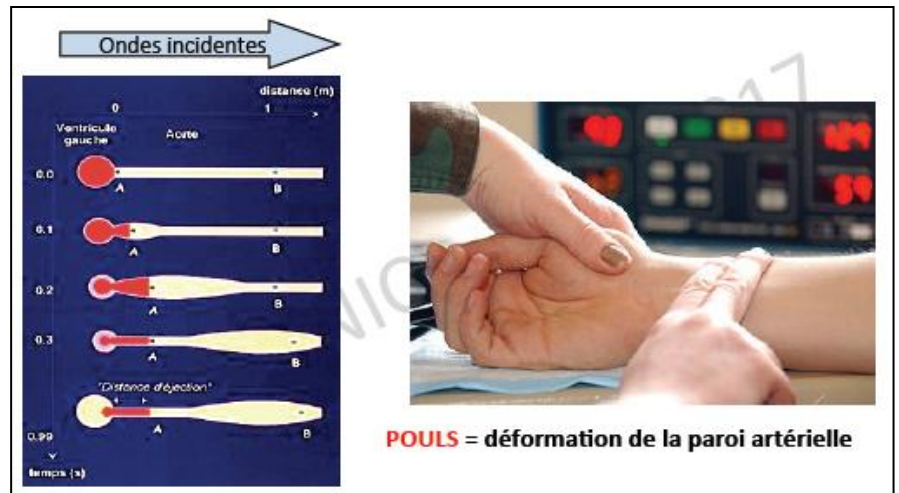 Ondes incidentes
distance (m)
0 1
Ventricule gauche
Aorte
0.0
A B
0.1
A B
0.2
A B
0.3
A B
"Distance d'éjection"
A B
0.99
temps (s)
POULS = déformation de la paroi artérielle